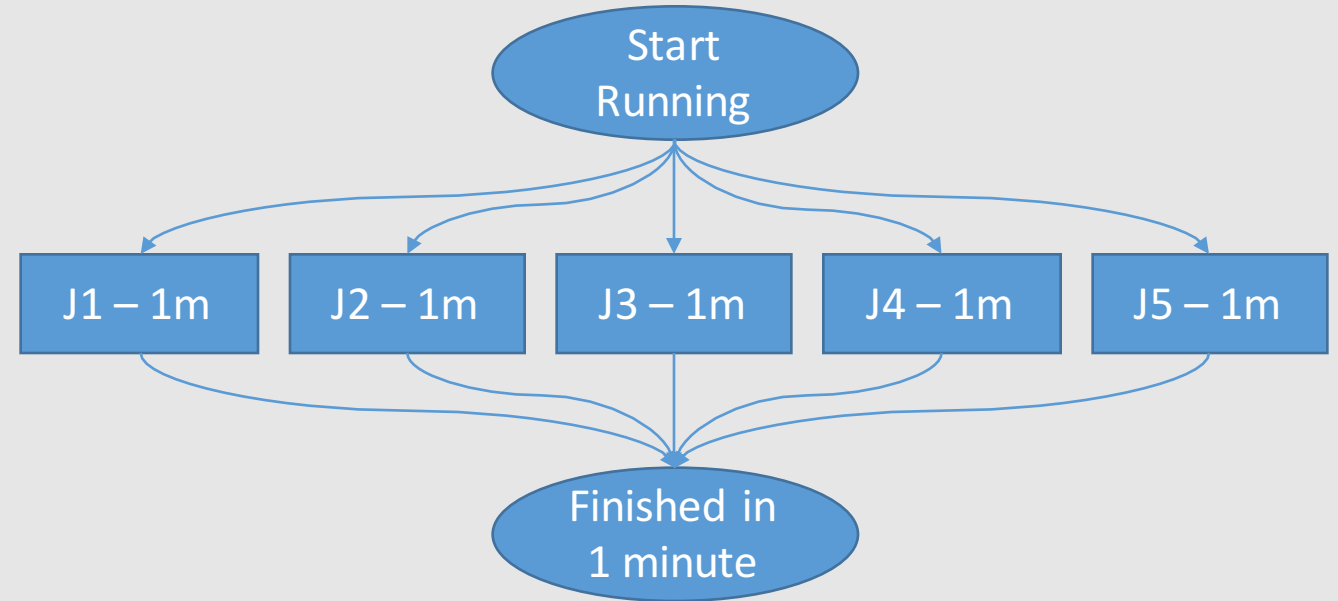 Start
Running
J1 – 1m
J2 – 1m
J3 – 1m
J4 – 1m
J5 – 1m
Finished in
1 minute